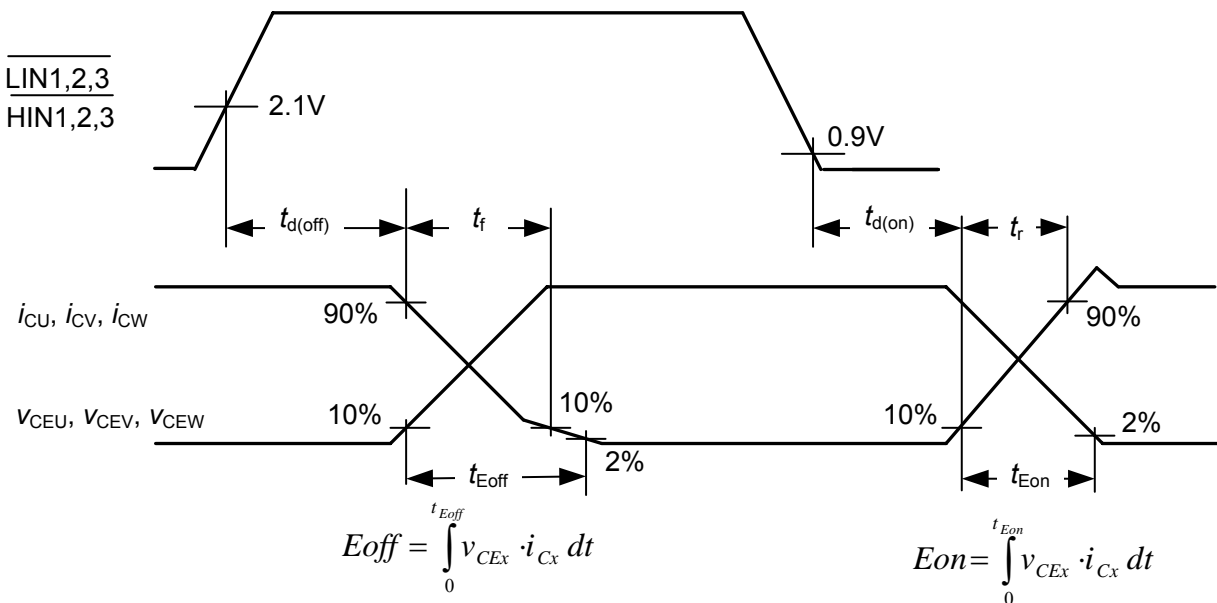 LIN1,2,3
HIN1,2,3
2.1V
0.9V
td(off)
tf
td(on)
tr
iCU, iCV, iCW
90%
90%
vCEU, vCEV, vCEW
10%
10%
2%
10%
2%
tEoff
tEon
Eoff = ∫0tEoff vCEx · iCx dt
Eon = ∫0tEon vCEx · iCx dt